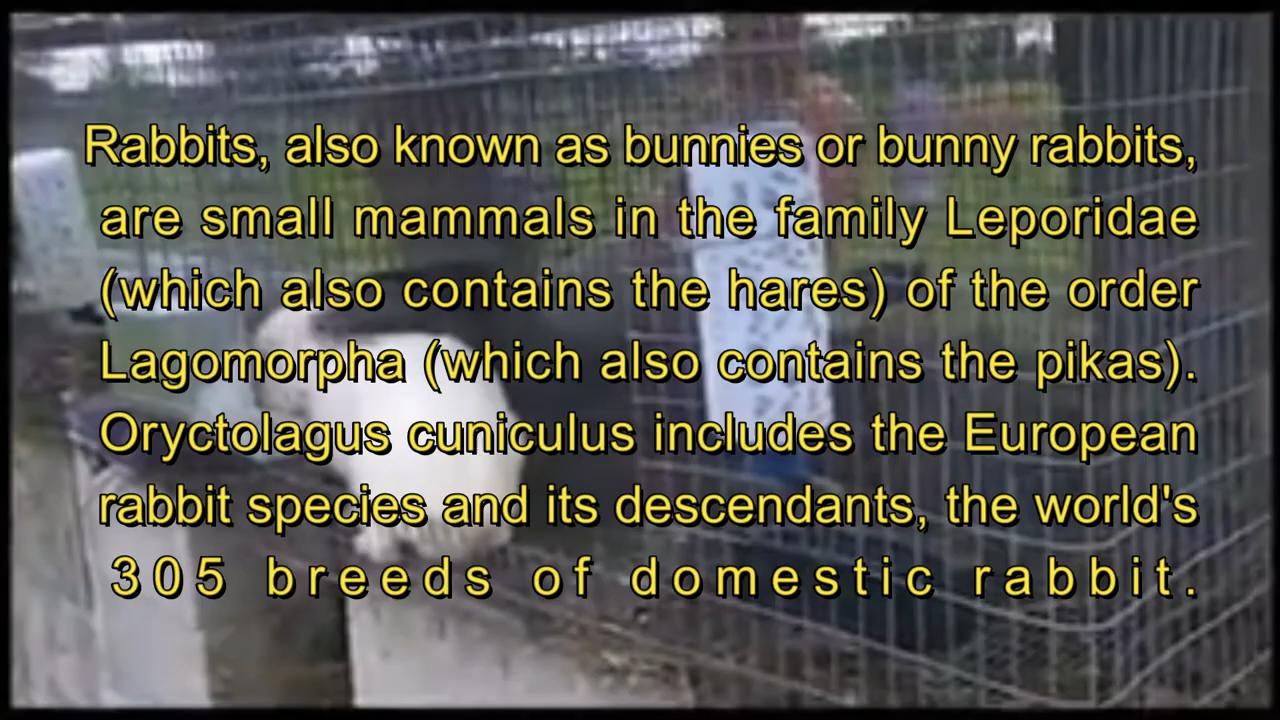 Rabbits, also known as bunnies or bunny rabbits,
are small mammals in the family Leporidae
(which also contains the hares) of the order
Lagomorpha (which also contains the pikas).
Oryctolagus cuniculus includes the European
rabbit species and its descendants, the world's
305 breeds of domestic rabbit.